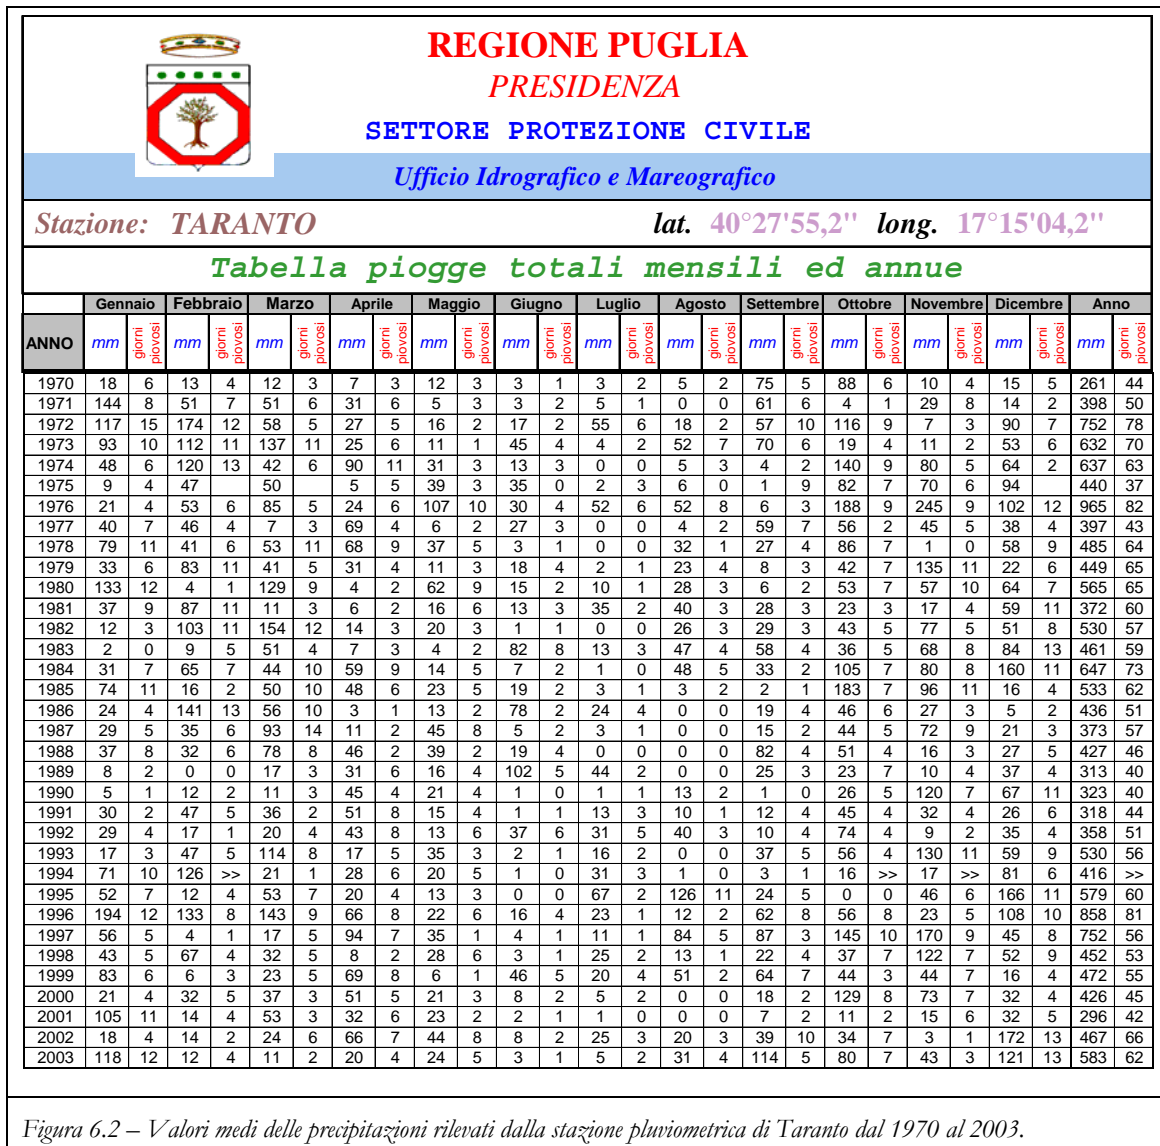 REGIONE PUGLIA
PRESIDENZA
SETTORE PROTEZIONE CIVILE
Ufficio Idrografico e Mareografico
Stazione: TARANTO lat. 40°27'55,2" long. 17°15'04,2"
Tabella piogge totali mensili ed annue
Gennaio Febbraio Marzo Aprile Maggio Giugno Luglio Agosto Settembre Ottobre Novembre Dicembre Anno
ANNO mm giorni piovosi mm giorni piovosi mm giorni piovosi mm giorni piovosi mm giorni piovosi mm giorni piovosi mm giorni piovosi mm giorni piovosi mm giorni piovosi mm giorni piovosi mm giorni piovosi mm giorni piovosi mm giorni piovosi
1970 18 6 13 4 12 3 7 3 12 3 3 1 3 2 5 2 75 5 88 6 10 4 15 5 261 44
1971 144 8 51 7 51 6 31 6 5 3 3 2 5 1 0 0 61 6 4 1 29 8 14 2 398 50
1972 117 15 174 12 58 5 27 5 16 2 17 2 55 6 18 2 57 10 116 9 7 3 90 7 752 78
1973 93 10 112 11 137 11 25 6 11 1 45 4 4 2 52 7 70 6 19 4 11 2 53 6 632 70
1974 48 6 120 13 42 6 90 11 31 3 13 3 0 0 5 3 4 2 140 9 80 5 64 2 637 63
1975 9 4 47 50 5 5 39 3 35 0 2 3 6 0 1 9 82 7 70 6 94 440 37
1976 21 4 53 6 85 5 24 6 107 10 30 4 52 6 52 8 6 3 188 9 245 9 102 12 965 82
1977 40 7 46 4 7 3 69 4 6 2 27 3 0 0 4 2 59 7 56 2 45 5 38 4 397 43
1978 79 11 41 6 53 11 68 9 37 5 3 1 0 0 32 1 27 4 86 7 1 0 58 9 485 64
1979 33 6 83 11 41 5 31 4 11 3 18 4 2 1 23 4 8 3 42 7 135 11 22 6 449 65
1980 133 12 4 1 129 9 4 2 62 9 15 2 10 1 28 3 6 2 53 7 57 10 64 7 565 65
1981 37 9 87 11 11 3 6 2 16 6 13 3 35 2 40 3 28 3 23 3 17 4 59 11 372 60
1982 12 3 103 11 154 12 14 3 20 3 1 1 0 0 26 3 29 3 43 5 77 5 51 8 530 57
1983 2 0 9 5 51 4 7 3 4 2 82 8 13 3 47 4 58 4 36 5 68 8 84 13 461 59
1984 31 7 65 7 44 10 59 9 14 5 7 2 1 0 48 5 33 2 105 7 80 8 160 11 647 73
1985 74 11 16 2 50 10 48 6 23 5 19 2 3 1 3 2 2 1 183 7 96 11 16 4 533 62
1986 24 4 141 13 56 10 3 1 13 2 78 2 24 4 0 0 19 4 46 6 27 3 5 2 436 51
1987 29 5 35 6 93 14 11 2 45 8 5 2 3 1 0 0 15 2 44 5 72 9 21 3 373 57
1988 37 8 32 6 78 8 46 2 39 2 19 4 0 0 0 0 82 4 51 4 16 3 27 5 427 46
1989 8 2 0 0 17 3 31 6 16 4 102 5 44 2 0 0 25 3 23 7 10 4 37 4 313 40
1990 5 1 12 2 11 3 45 4 21 4 1 0 1 1 13 2 1 0 26 5 120 7 67 11 323 40
1991 30 2 47 5 36 2 51 8 15 4 1 1 13 3 10 1 12 4 45 4 32 4 26 6 318 44
1992 29 4 17 1 20 4 43 8 13 6 37 6 31 5 40 3 10 4 74 4 9 2 35 4 358 51
1993 17 3 47 5 114 8 17 5 35 3 2 1 16 2 0 0 37 5 56 4 130 11 59 9 530 56
1994 71 10 126 >> 21 1 28 6 20 5 1 0 31 3 1 0 3 1 16 >> 17 >> 81 6 416 >>
1995 52 7 12 4 53 7 20 4 13 3 0 0 67 2 126 11 24 5 0 0 46 5 166 11 579 60
1996 194 12 133 8 143 9 66 8 22 6 16 4 23 1 12 2 62 8 56 8 23 5 108 10 858 81
1997 56 5 4 1 17 5 94 7 35 1 4 1 11 1 84 5 87 3 145 10 170 9 45 8 752 56
1998 43 5 67 4 32 5 8 2 28 6 3 1 25 2 13 1 22 4 37 7 122 7 52 9 452 53
1999 83 6 6 3 23 5 69 8 6 1 46 5 20 4 51 2 64 7 44 3 44 7 16 4 472 55
2000 21 4 32 5 37 3 51 5 21 3 8 2 5 2 0 0 18 2 129 8 73 7 32 4 426 45
2001 105 11 14 4 53 3 32 6 23 2 2 1 1 0 0 0 7 2 11 2 15 6 32 5 296 42
2002 18 4 14 2 24 6 66 7 44 8 8 2 25 3 20 3 39 10 34 7 3 1 172 13 467 66
2003 118 12 12 4 11 2 20 4 24 5 3 1 5 2 31 4 114 5 80 7 43 3 121 13 583 62
Figura 6.2 – Valori medi delle precipitazioni rilevati dalla stazione pluviometrica di Taranto dal 1970 al 2003.